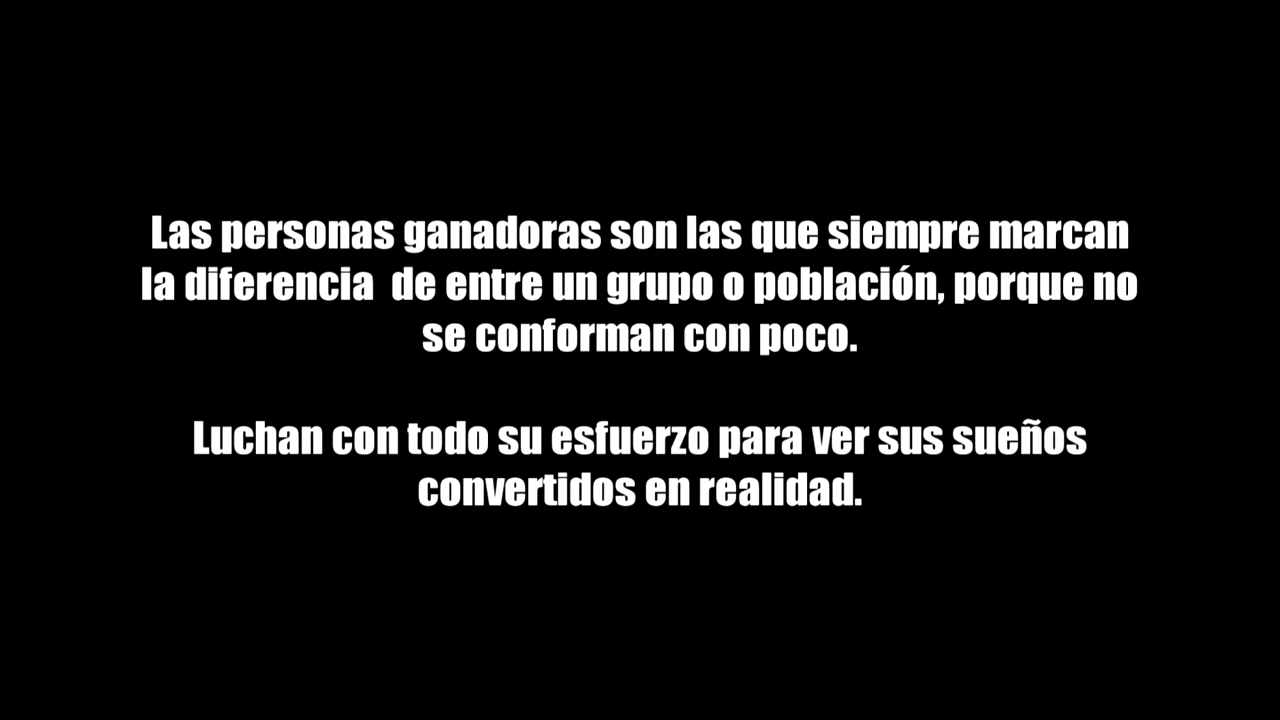 Las personas ganadoras son las que siempre marcan
la diferencia  de entre un grupo o población, porque no
se conforman con poco.
Luchan con todo su esfuerzo para ver sus sueños
convertidos en realidad.